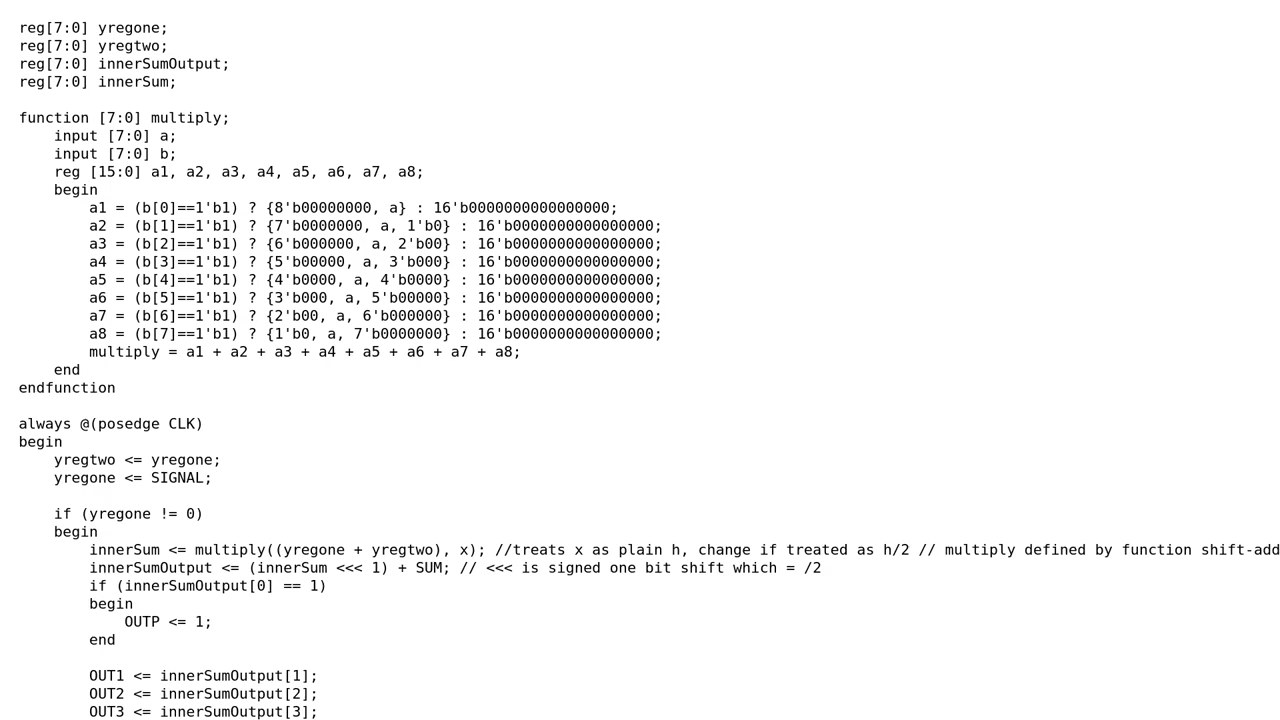 reg[7:0] yregone;
reg[7:0] yregtwo;
reg[7:0] innerSumOutput;
reg[7:0] innerSum;
function [7:0] multiply;
input [7:0] a;
input [7:0] b;
reg [15:0] a1, a2, a3, a4, a5, a6, a7, a8;
begin
a1 = (b[0]==1'b1) ? {8'b00000000, a} : 16'b0000000000000000;
a2 = (b[1]==1'b1) ? {7'b0000000, a, 1'b0} : 16'b0000000000000000;
a3 = (b[2]==1'b1) ? {6'b000000, a, 2'b00} : 16'b0000000000000000;
a4 = (b[3]==1'b1) ? {5'b00000, a, 3'b000} : 16'b0000000000000000;
a5 = (b[4]==1'b1) ? {4'b0000, a, 4'b0000} : 16'b0000000000000000;
a6 = (b[5]==1'b1) ? {3'b000, a, 5'b00000} : 16'b0000000000000000;
a7 = (b[6]==1'b1) ? {2'b00, a, 6'b000000} : 16'b0000000000000000;
a8 = (b[7]==1'b1) ? {1'b0, a, 7'b0000000} : 16'b0000000000000000;
multiply = a1 + a2 + a3 + a4 + a5 + a6 + a7 + a8;
end
endfunction
always @(posedge CLK)
begin
yregtwo <= yregone;
yregone <= SIGNAL;
if (yregone != 0)
begin
innerSum <= multiply((yregone + yregtwo), x); //treats x as plain h, change if treated as h/2 // multiply defined by function shift-add
innerSumOutput <= (innerSum <<< 1) + SUM; // <<< is signed one bit shift which = /2
if (innerSumOutput[0] == 1)
begin
OUTP <= 1;
end
OUT1 <= innerSumOutput[1];
OUT2 <= innerSumOutput[2];
OUT3 <= innerSumOutput[3];